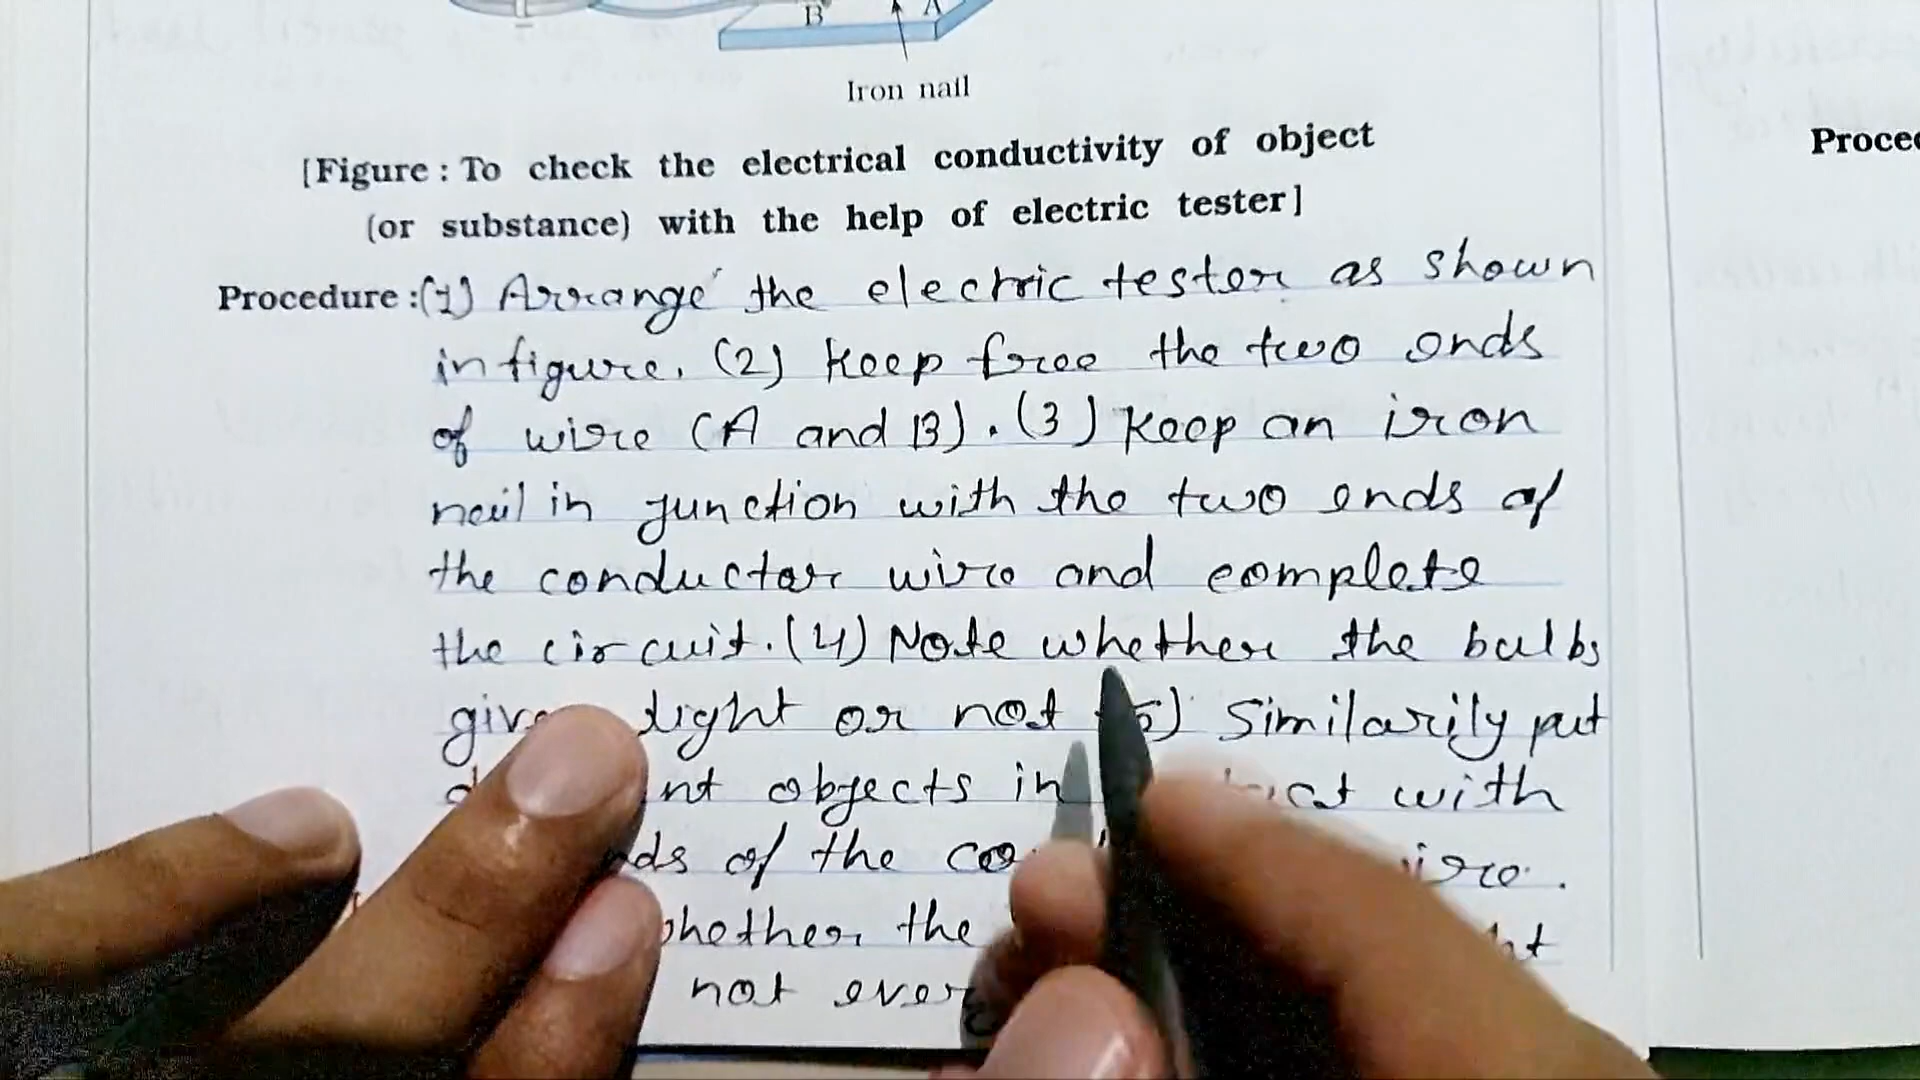 B A
Iron nail
[Figure : To check the electrical conductivity of object
(or substance) with the help of electric tester]
Procedure : (1) Arrange the electric tester as shown
in figure. (2) Keep free the two ends
of wire (A and B). (3) Keep an iron
nail in junction with the two ends of
the conductor wire and complete
the circuit. (4) Note whether the bulbs
light or not 5) Similarily put
objects in with
of the
whether, the
not